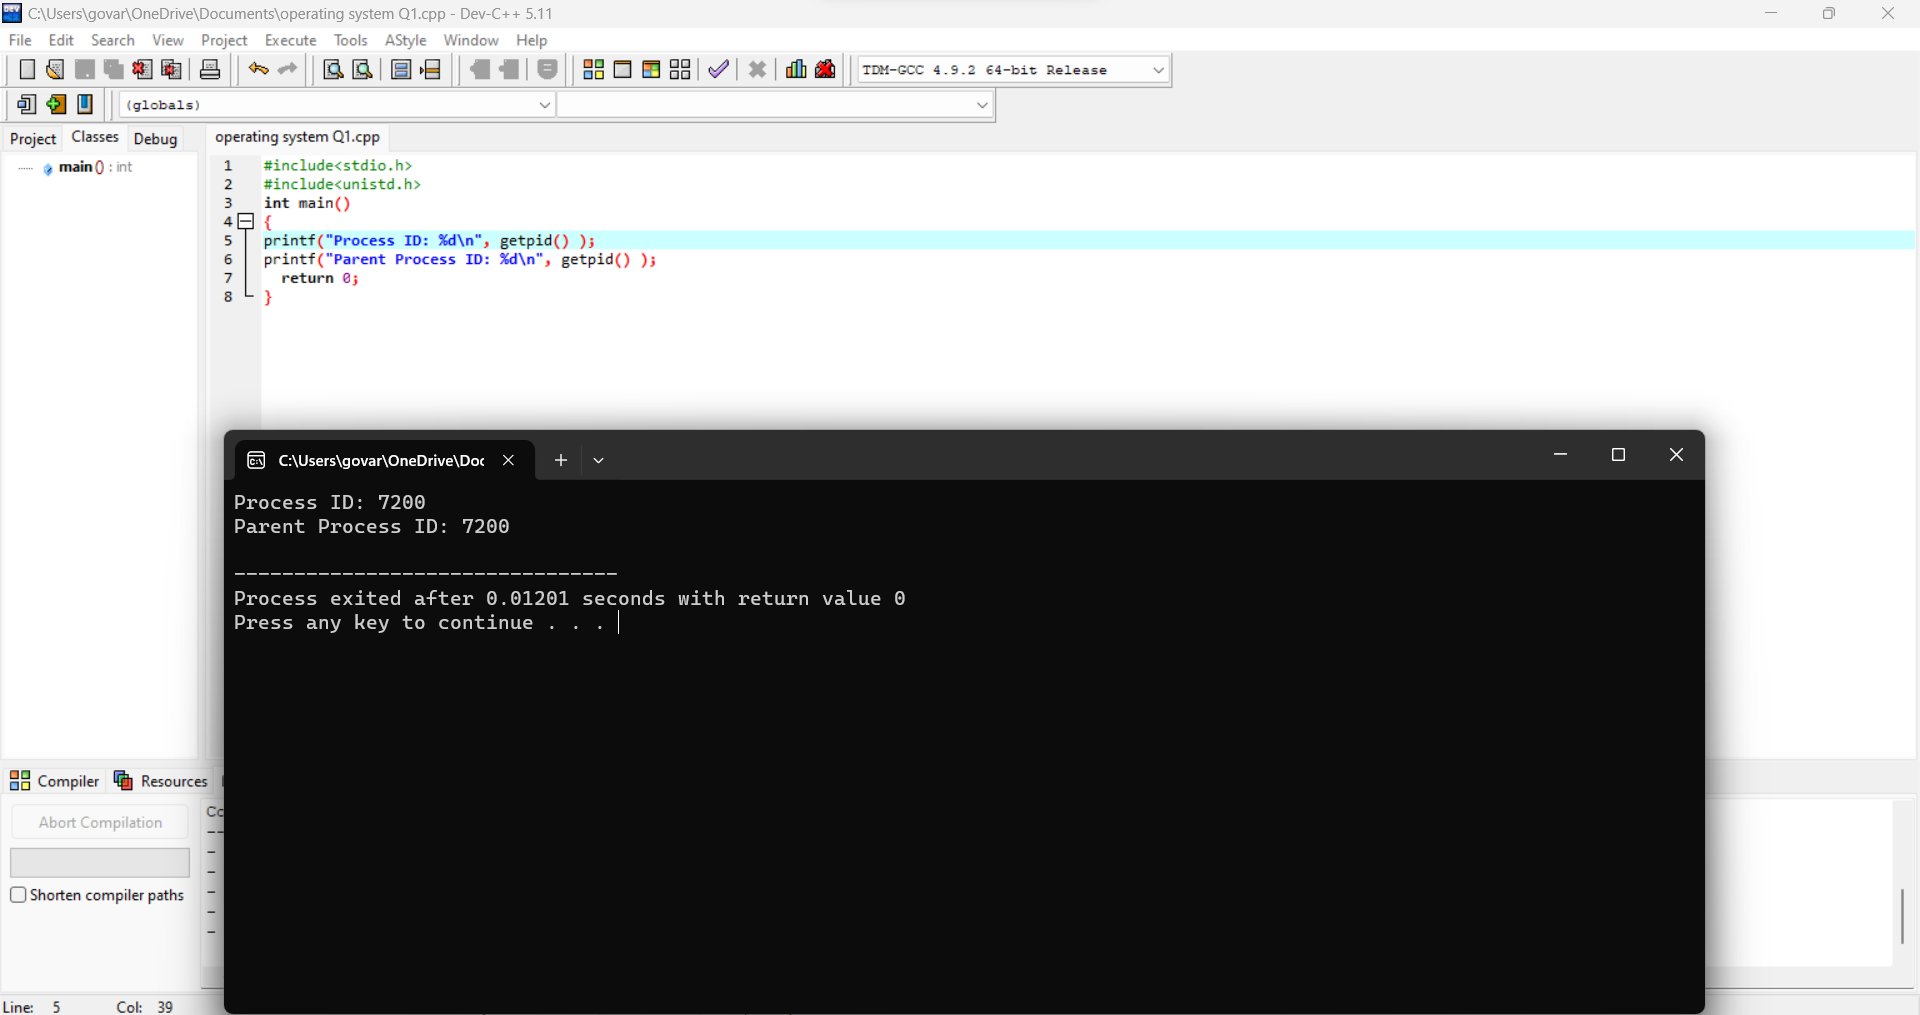 C:\Users\govar\OneDrive\Documents\operating system Q1.cpp - Dev-C++ 5.11
File Edit Search View Project Execute Tools AStyle Window Help
TDM-GCC 4.9.2 64-bit Release
(globals)
Project Classes Debug
operating system Q1.cpp
main () : int
1 #include<stdio.h>
2 #include<unistd.h>
3 int main()
4 {
5 printf("Process ID: %d\n", getpid() );
6 printf("Parent Process ID: %d\n", getpid() );
7 return 0;
8 }
C:\Users\govar\OneDrive\Doc
Process ID: 7200
Parent Process ID: 7200
--------------------------------
Process exited after 0.01201 seconds with return value 0
Press any key to continue . . .
Compiler Resources
Abort Compilation
Shorten compiler paths
Line: 5 Col: 39